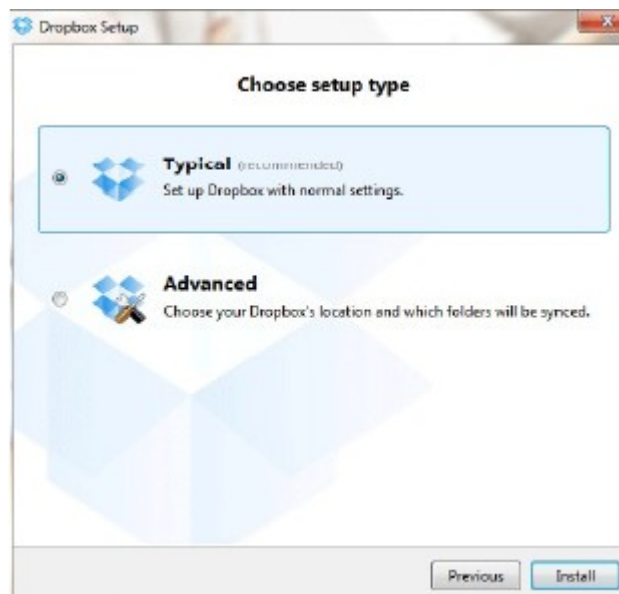 Dropbox Setup
Choose setup type
Typical (recommended)
Set up Dropbox with normal settings.
Advanced
Choose your Dropbox's location and which folders will be synced.
Previous Install